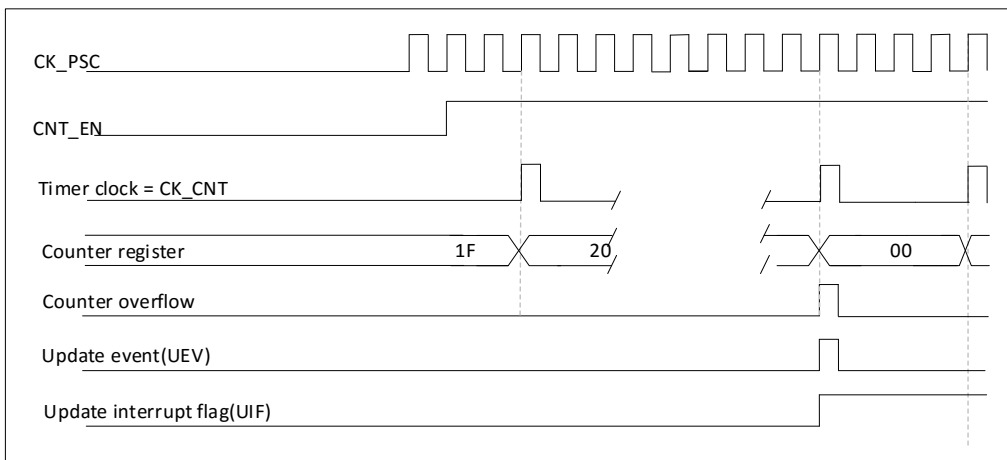 CK_PSC
CNT_EN
Timer clock = CK_CNT
Counter register 1F 20 00
Counter overflow
Update event(UEV)
Update interrupt flag(UIF)